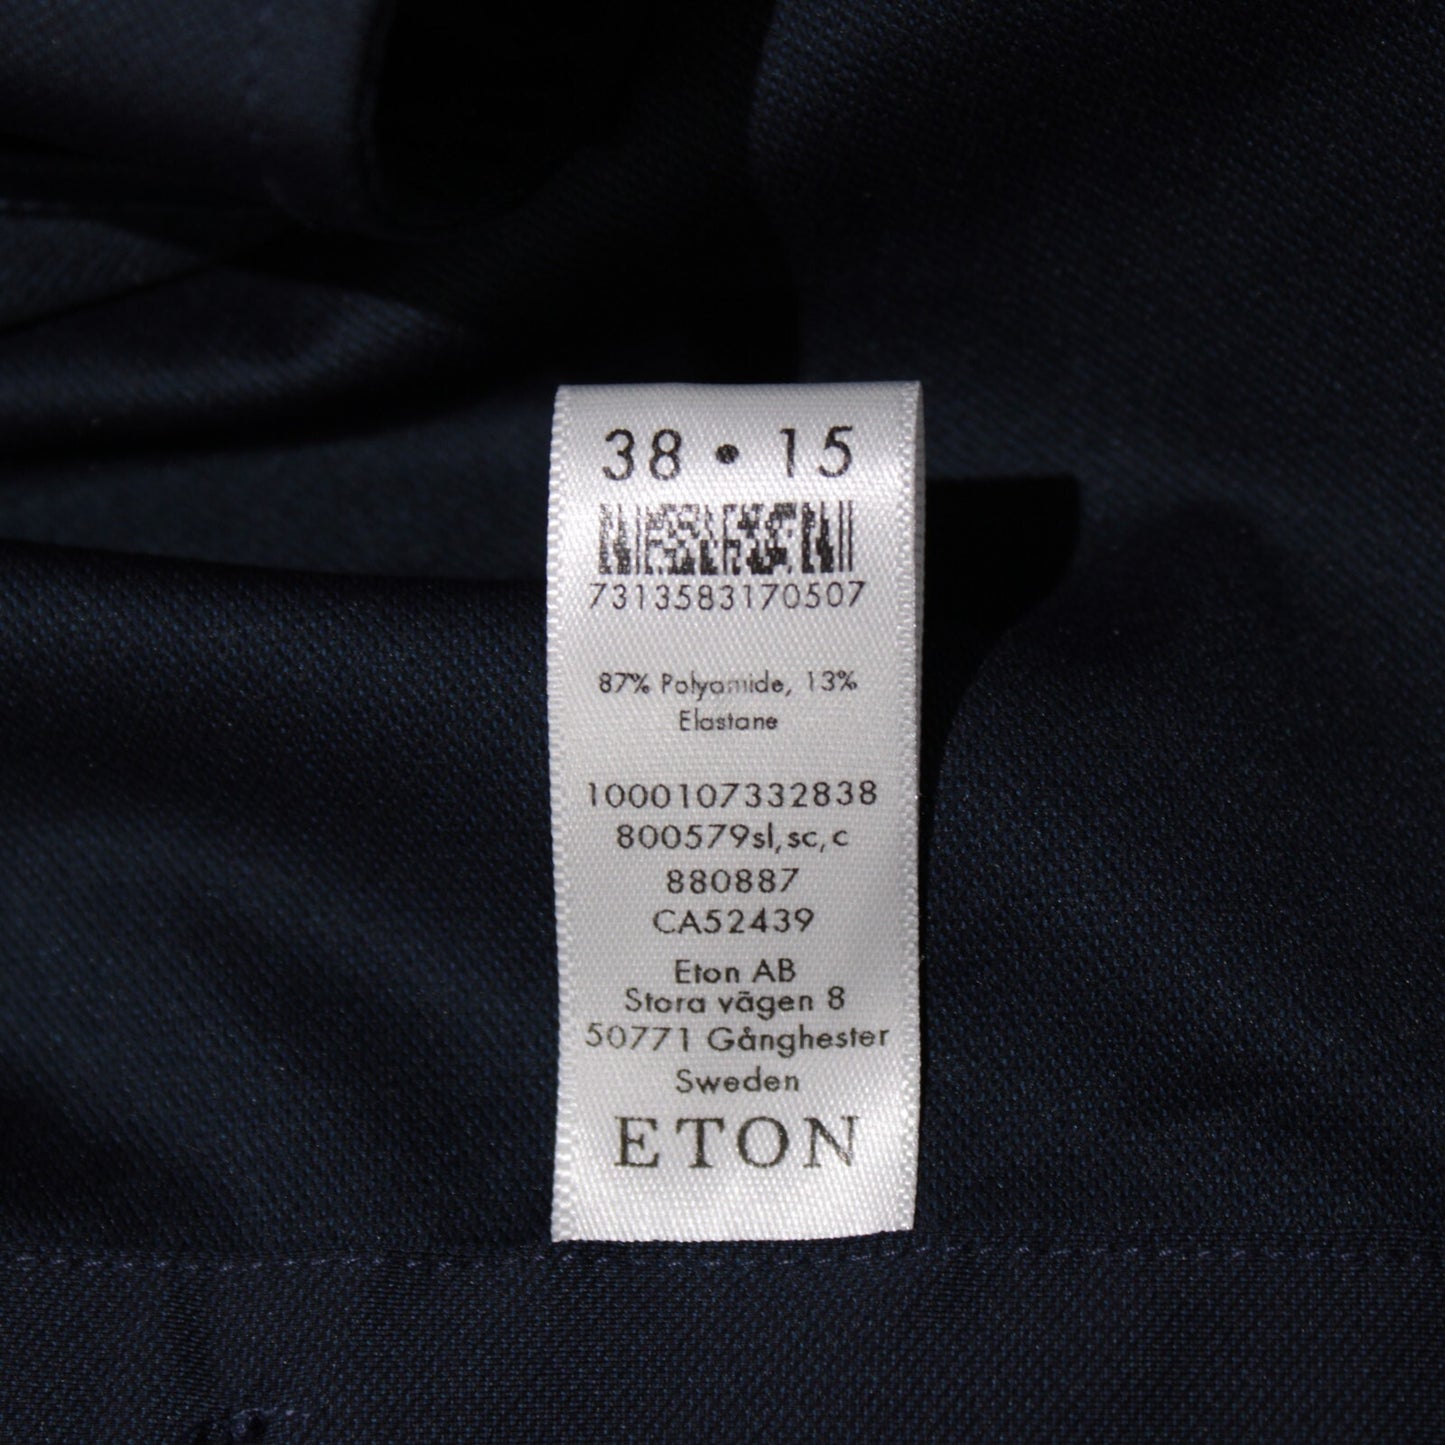 38 • 15
7313583170507
87% Polyamide, 13%
Elastane
1000107332838
800579sl,sc,c
880887
CA52439
Eton AB
Stora vägen 8
50771 Gånghester
Sweden
ETON